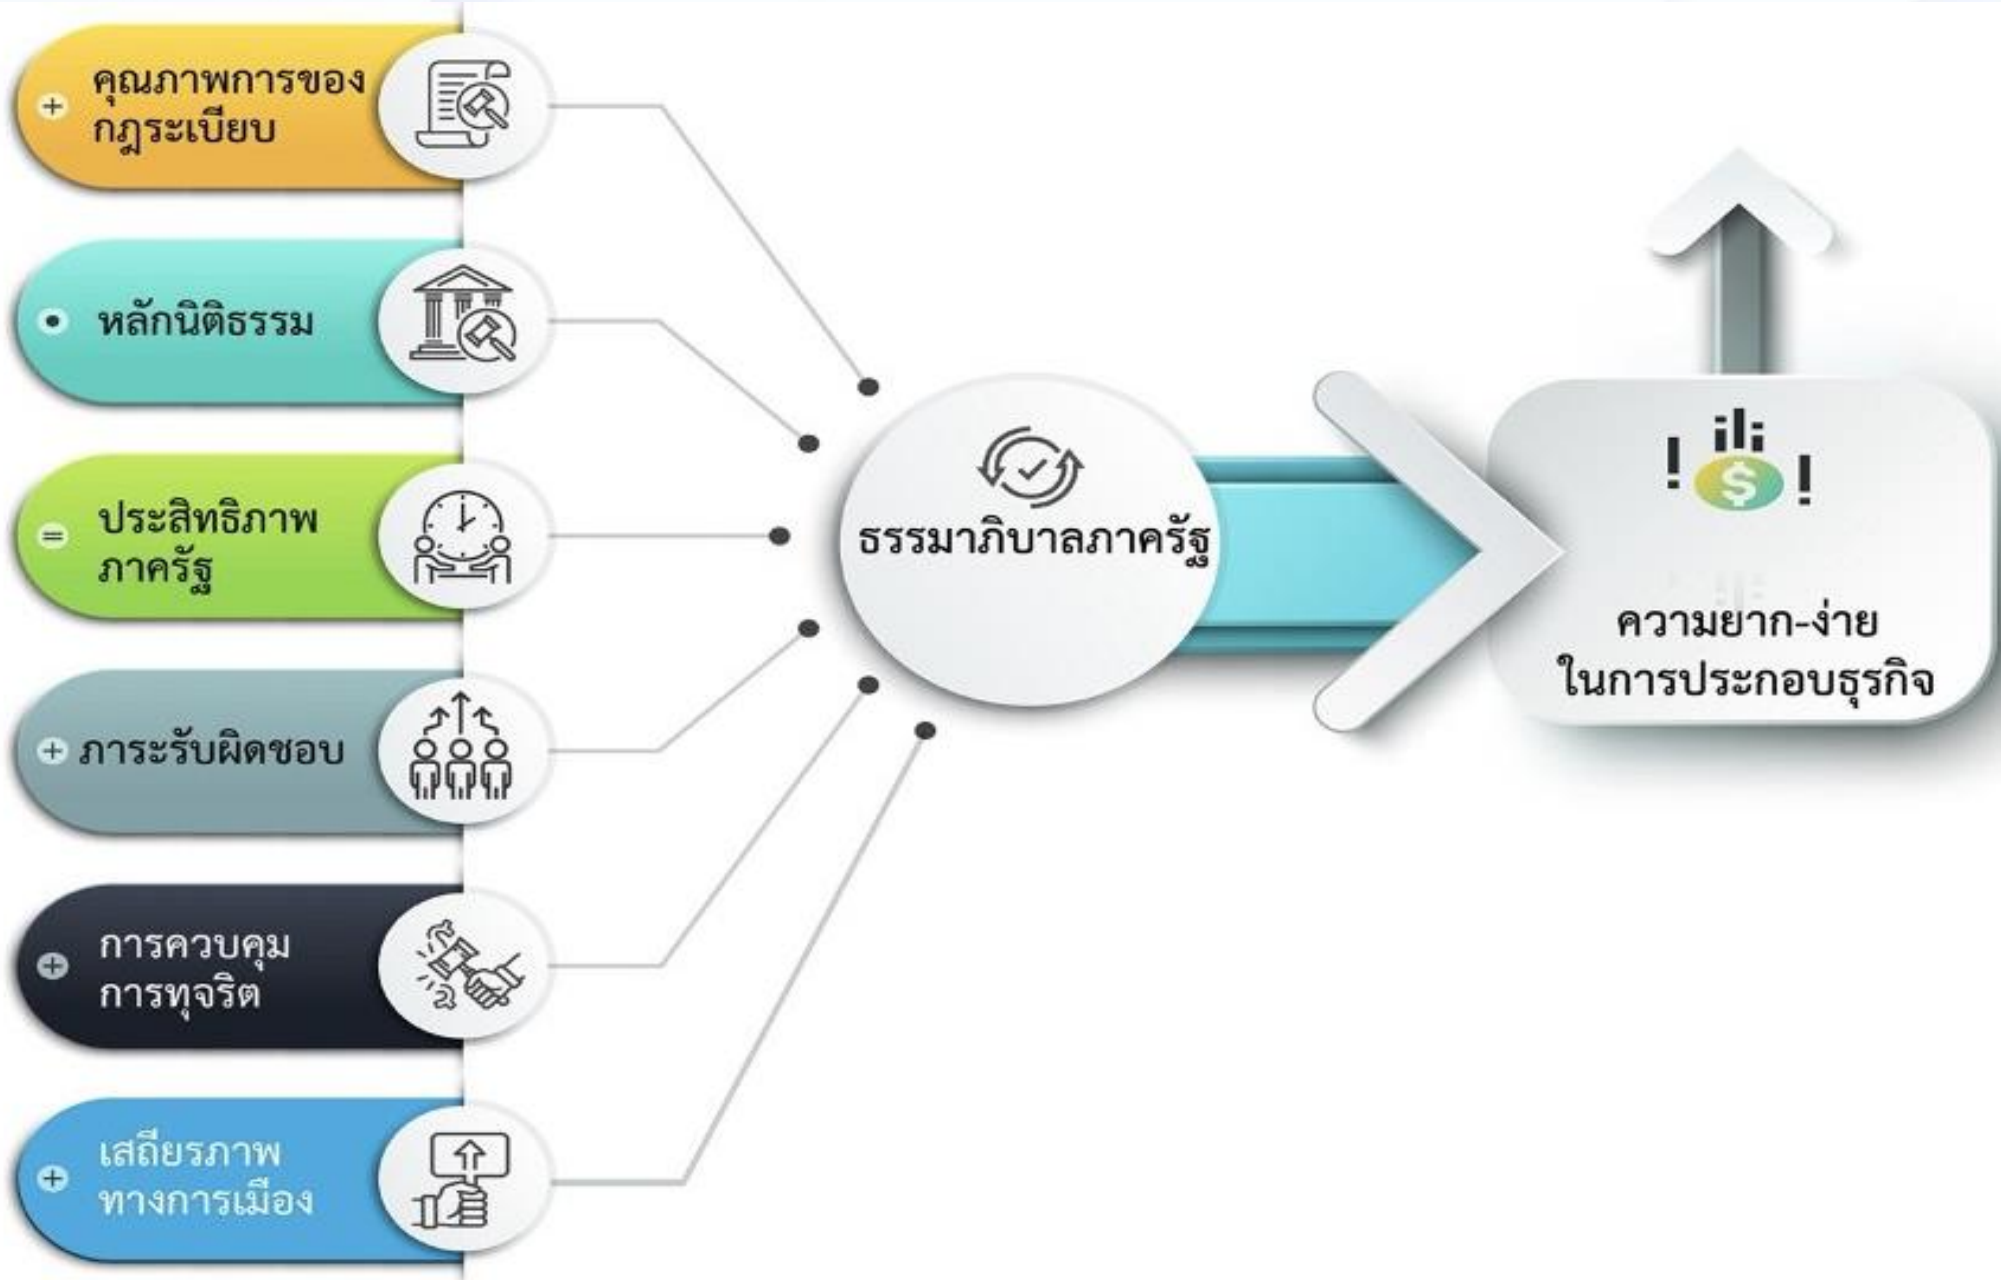 คุณภาพการของ
กฎระเบียบ
หลักนิติธรรม
ประสิทธิภาพ
ภาครัฐ
ภาระรับผิดชอบ
การควบคุม
การทุจริต
เสถียรภาพ
ทางการเมือง
ธรรมาภิบาลภาครัฐ
ความยาก-ง่าย
ในการประกอบธุรกิจ